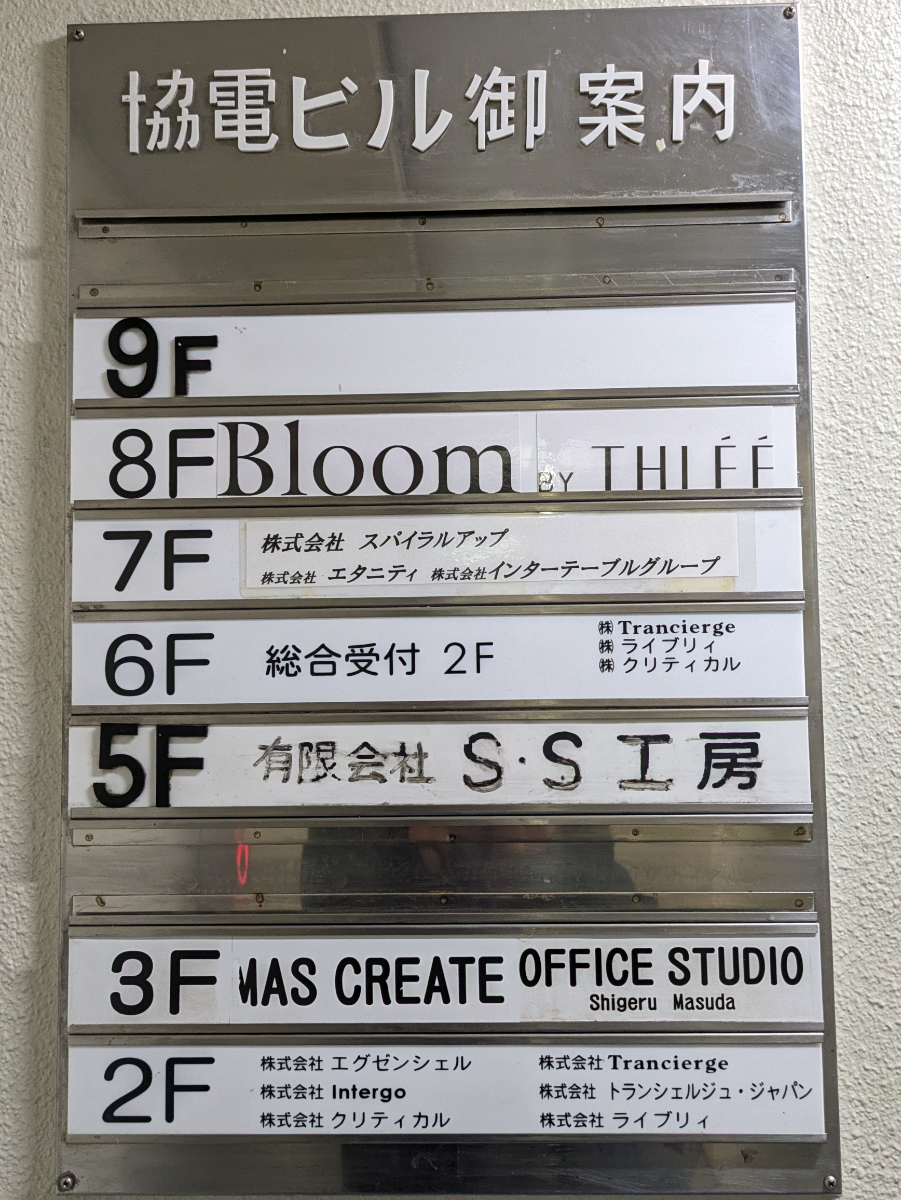 協電ビル御案内
9F
8F Bloom BY THIÉÉ
7F 株式会社 スパイラルアップ
株式会社 エタニティ 株式会社インターテーブルグループ
6F 総合受付 2F ㈱ Trancierge
㈱ ライブリィ
㈱ クリティカル
5F 有限会社 S・S工房
3F MAS CREATE OFFICE STUDIO
Shigeru Masuda
2F 株式会社 エグゼンシェル 株式会社 Trancierge
株式会社 Intergo 株式会社 トランシェルジュ・ジャパン
株式会社 クリティカル 株式会社 ライブリィ